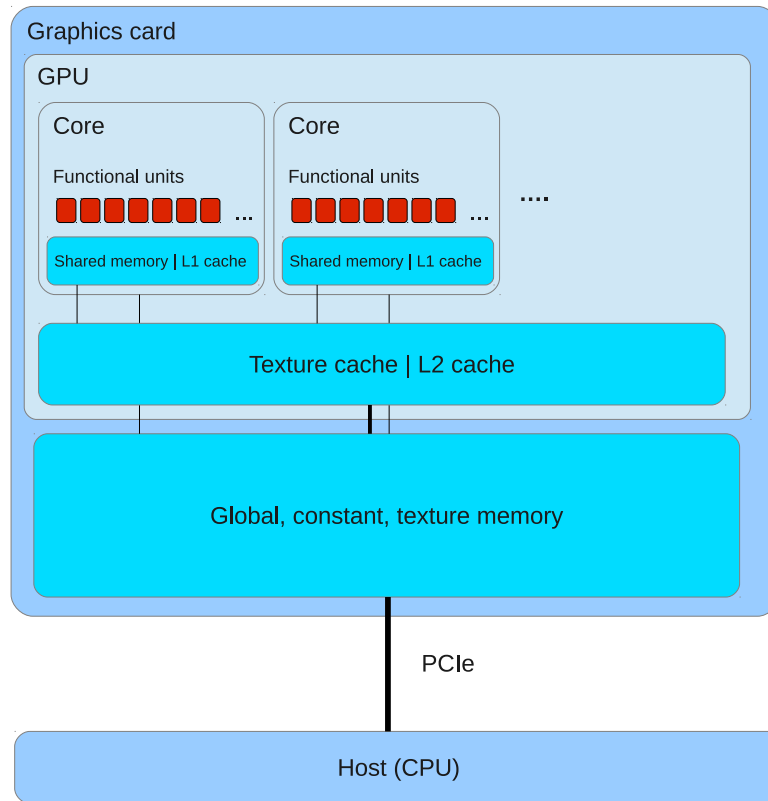 Graphics card
GPU
Core
Core
Functional units
Functional units
...
...
....
Shared memory | L1 cache
Shared memory | L1 cache
Texture cache | L2 cache
Global, constant, texture memory
PCIe
Host (CPU)